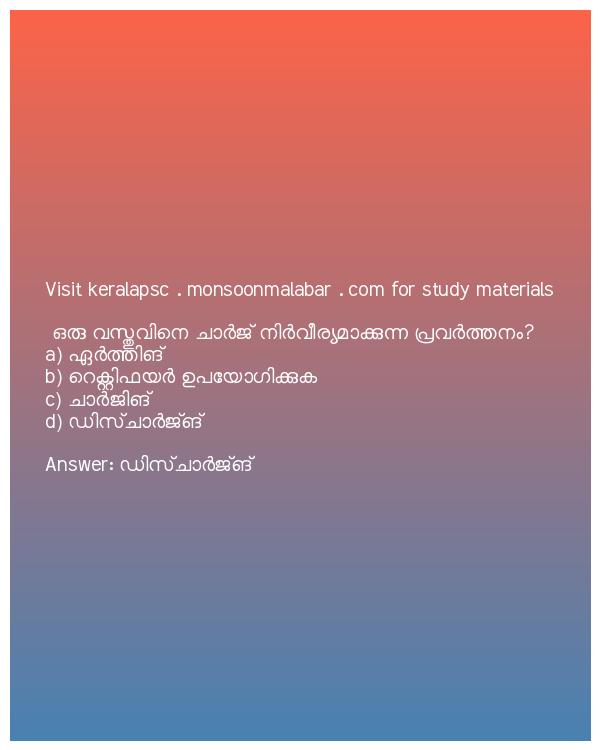 Visit keralapsc . monsoonmalabar . com for study materials
ഒരു വസ്തുവിനെ ചാർജ് നിർവീര്യമാക്കുന്ന പ്രവർത്തനം?
a) ഏർത്തിങ്
b) റെക്റ്റിഫയർ ഉപയോഗിക്കുക
c) ചാർജിങ്
d) ഡിസ്ചാർജ്ങ്
Answer: ഡിസ്ചാർജ്ങ്